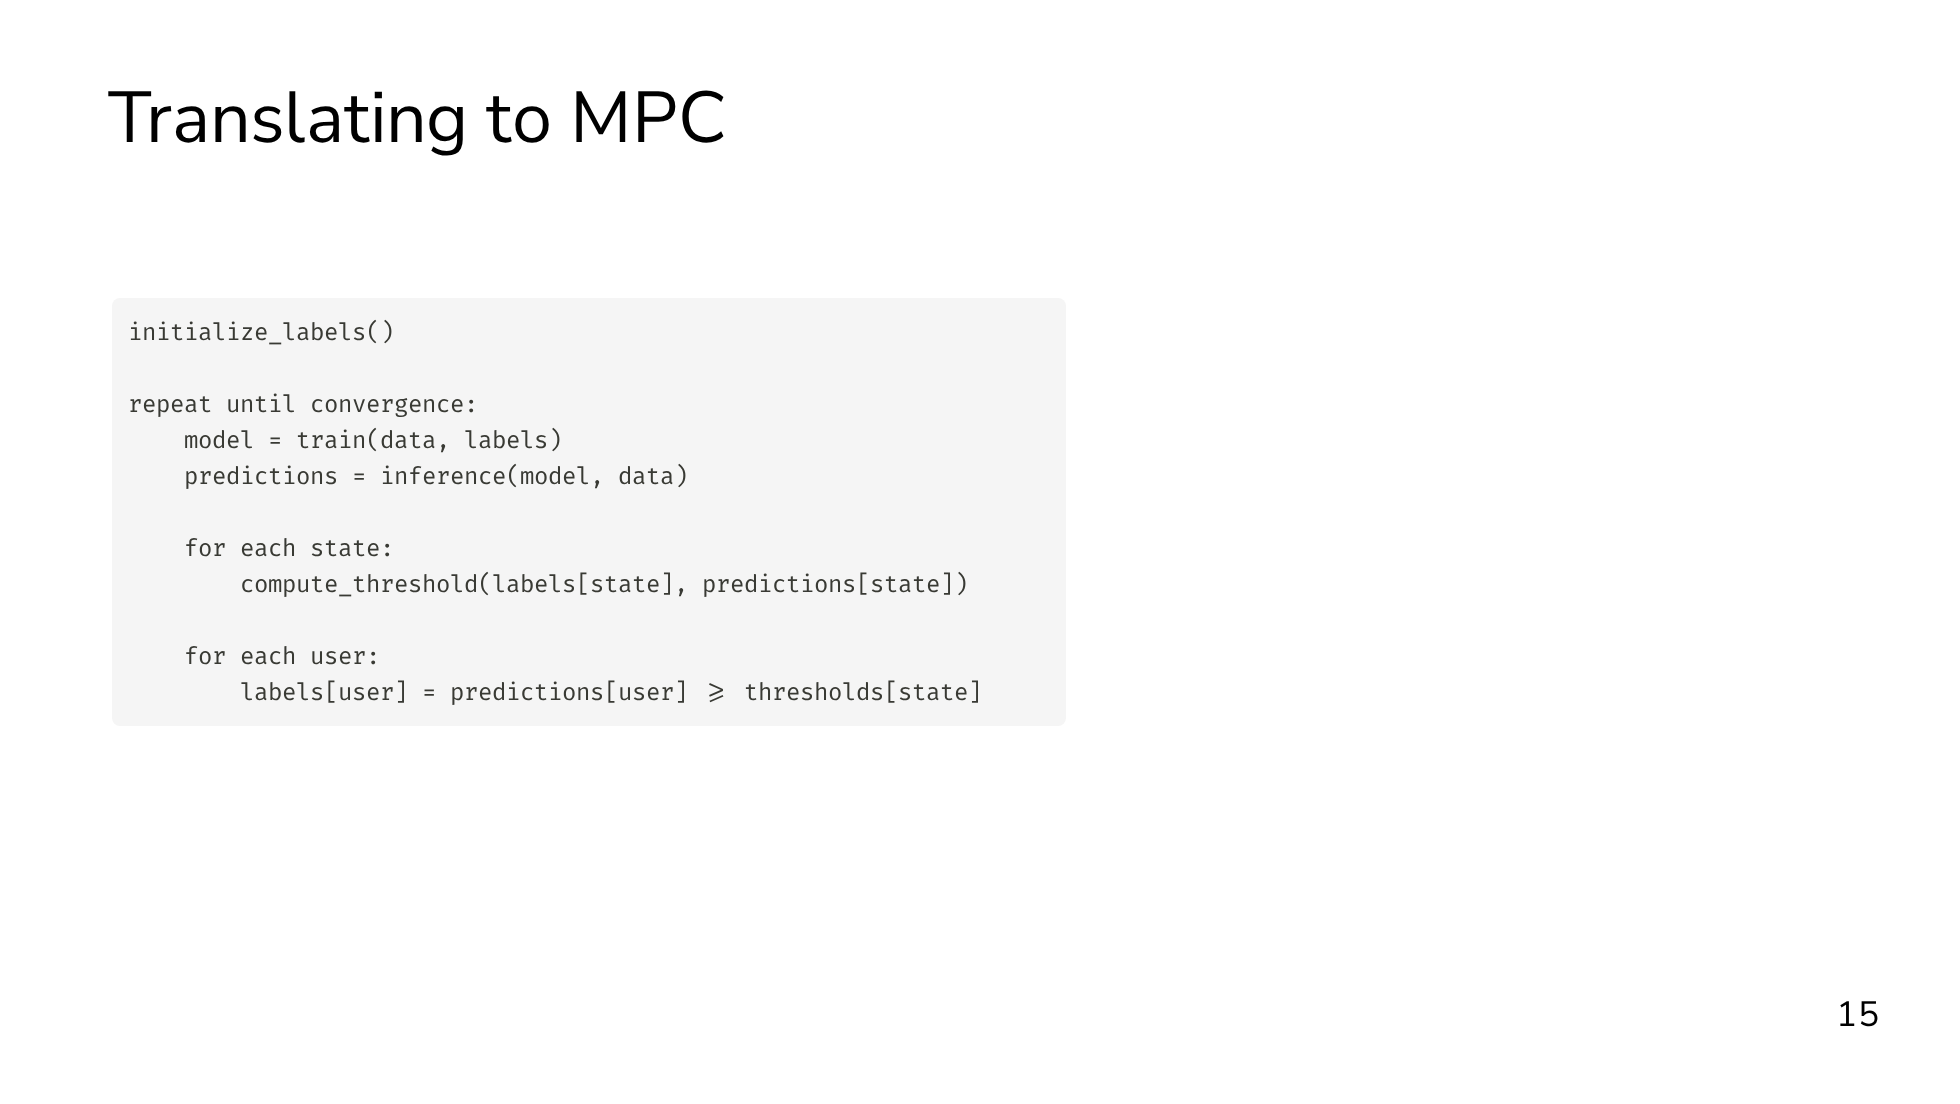 Translating to MPC
initialize_labels()
repeat until convergence:
    model = train(data, labels)
    predictions = inference(model, data)
    for each state:
        compute_threshold(labels[state], predictions[state])
    for each user:
        labels[user] = predictions[user] ⩾ thresholds[state]
15